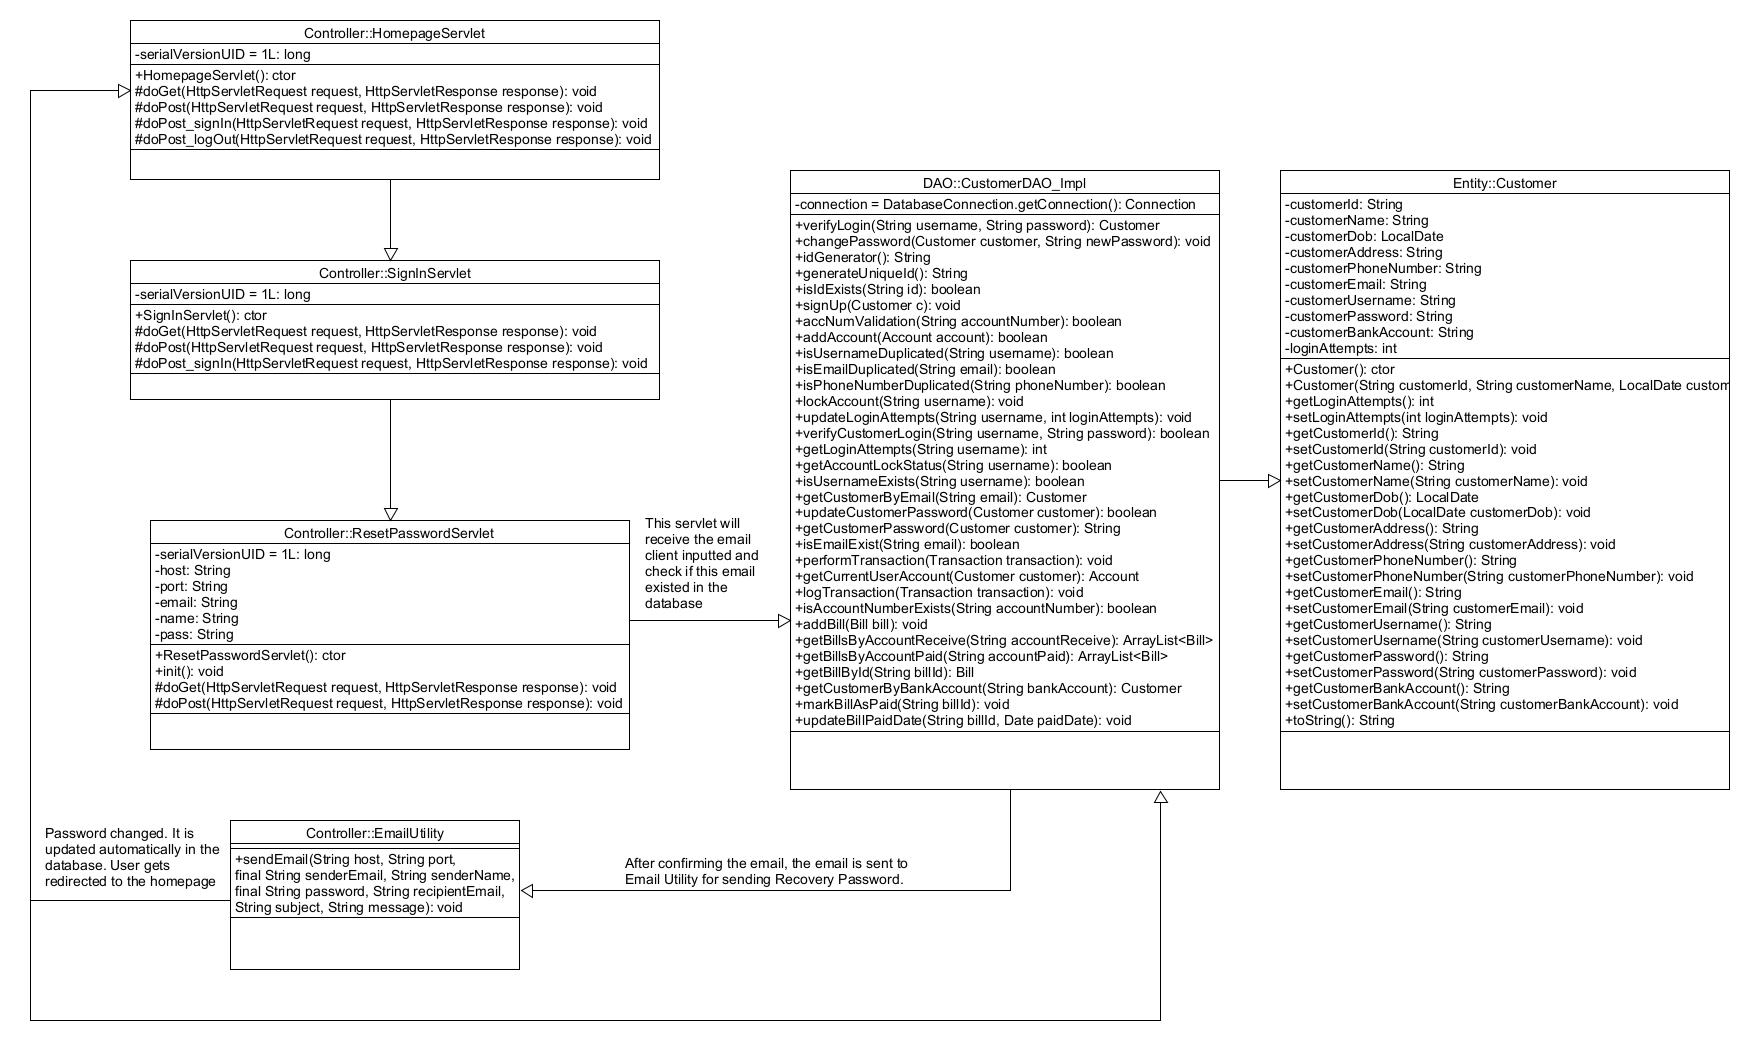 Controller::HomepageServlet
-serialVersionUID = 1L: long
+HomepageServlet(): ctor
#doGet(HttpServletRequest request, HttpServletResponse response): void
#doPost(HttpServletRequest request, HttpServletResponse response): void
#doPost_signIn(HttpServletRequest request, HttpServletResponse response): void
#doPost_logOut(HttpServletRequest request, HttpServletResponse response): void
Controller::SignInServlet
-serialVersionUID = 1L: long
+SignInServlet(): ctor
#doGet(HttpServletRequest request, HttpServletResponse response): void
#doPost(HttpServletRequest request, HttpServletResponse response): void
#doPost_signIn(HttpServletRequest request, HttpServletResponse response): void
Controller::ResetPasswordServlet
-serialVersionUID = 1L: long
-host: String
-port: String
-email: String
-name: String
-pass: String
+ResetPasswordServlet(): ctor
+init(): void
#doGet(HttpServletRequest request, HttpServletResponse response): void
#doPost(HttpServletRequest request, HttpServletResponse response): void
This servlet will
receive the email
client inputted and
check if this email
existed in the
database
DAO::CustomerDAO_Impl
-connection = DatabaseConnection.getConnection(): Connection
+verifyLogin(String username, String password): Customer
+changePassword(Customer customer, String newPassword): void
+idGenerator(): String
+generateUniqueId(): String
+isIdExists(String id): boolean
+signUp(Customer c): void
+accNumValidation(String accountNumber): boolean
+addAccount(Account account): boolean
+isUsernameDuplicated(String username): boolean
+isEmailDuplicated(String email): boolean
+isPhoneNumberDuplicated(String phoneNumber): boolean
+lockAccount(String username): void
+updateLoginAttempts(String username, int loginAttempts): void
+verifyCustomerLogin(String username, String password): boolean
+getLoginAttempts(String username): int
+getAccountLockStatus(String username): boolean
+isUsernameExists(String username): boolean
+getCustomerByEmail(String email): Customer
+updateCustomerPassword(Customer customer): boolean
+getCustomerPassword(Customer customer): String
+isEmailExist(String email): boolean
+performTransaction(Transaction transaction): void
+getCurrentUserAccount(Customer customer): Account
+logTransaction(Transaction transaction): void
+isAccountNumberExists(String accountNumber): boolean
+addBill(Bill bill): void
+getBillsByAccountReceive(String accountReceive): ArrayList<Bill>
+getBillsByAccountPaid(String accountPaid): ArrayList<Bill>
+getBillById(String billId): Bill
+getCustomerByBankAccount(String bankAccount): Customer
+markBillAsPaid(String billId): void
+updateBillPaidDate(String billId, Date paidDate): void
Entity::Customer
-customerId: String
-customerName: String
-customerDob: LocalDate
-customerAddress: String
-customerPhoneNumber: String
-customerEmail: String
-customerUsername: String
-customerPassword: String
-customerBankAccount: String
-loginAttempts: int
+Customer(): ctor
+Customer(String customerId, String customerName, LocalDate custom
+getLoginAttempts(): int
+setLoginAttempts(int loginAttempts): void
+getCustomerId(): String
+setCustomerId(String customerId): void
+getCustomerName(): String
+setCustomerName(String customerName): void
+getCustomerDob(): LocalDate
+setCustomerDob(LocalDate customerDob): void
+getCustomerAddress(): String
+setCustomerAddress(String customerAddress): void
+getCustomerPhoneNumber(): String
+setCustomerPhoneNumber(String customerPhoneNumber): void
+getCustomerEmail(): String
+setCustomerEmail(String customerEmail): void
+getCustomerUsername(): String
+setCustomerUsername(String customerUsername): void
+getCustomerPassword(): String
+setCustomerPassword(String customerPassword): void
+getCustomerBankAccount(): String
+setCustomerBankAccount(String customerBankAccount): void
+toString(): String
Password changed. It is
updated automatically in the
database. User gets
redirected to the homepage
Controller::EmailUtility
+sendEmail(String host, String port,
final String senderEmail, String senderName,
final String password, String recipientEmail,
String subject, String message): void
After confirming the email, the email is sent to
Email Utility for sending Recovery Password.